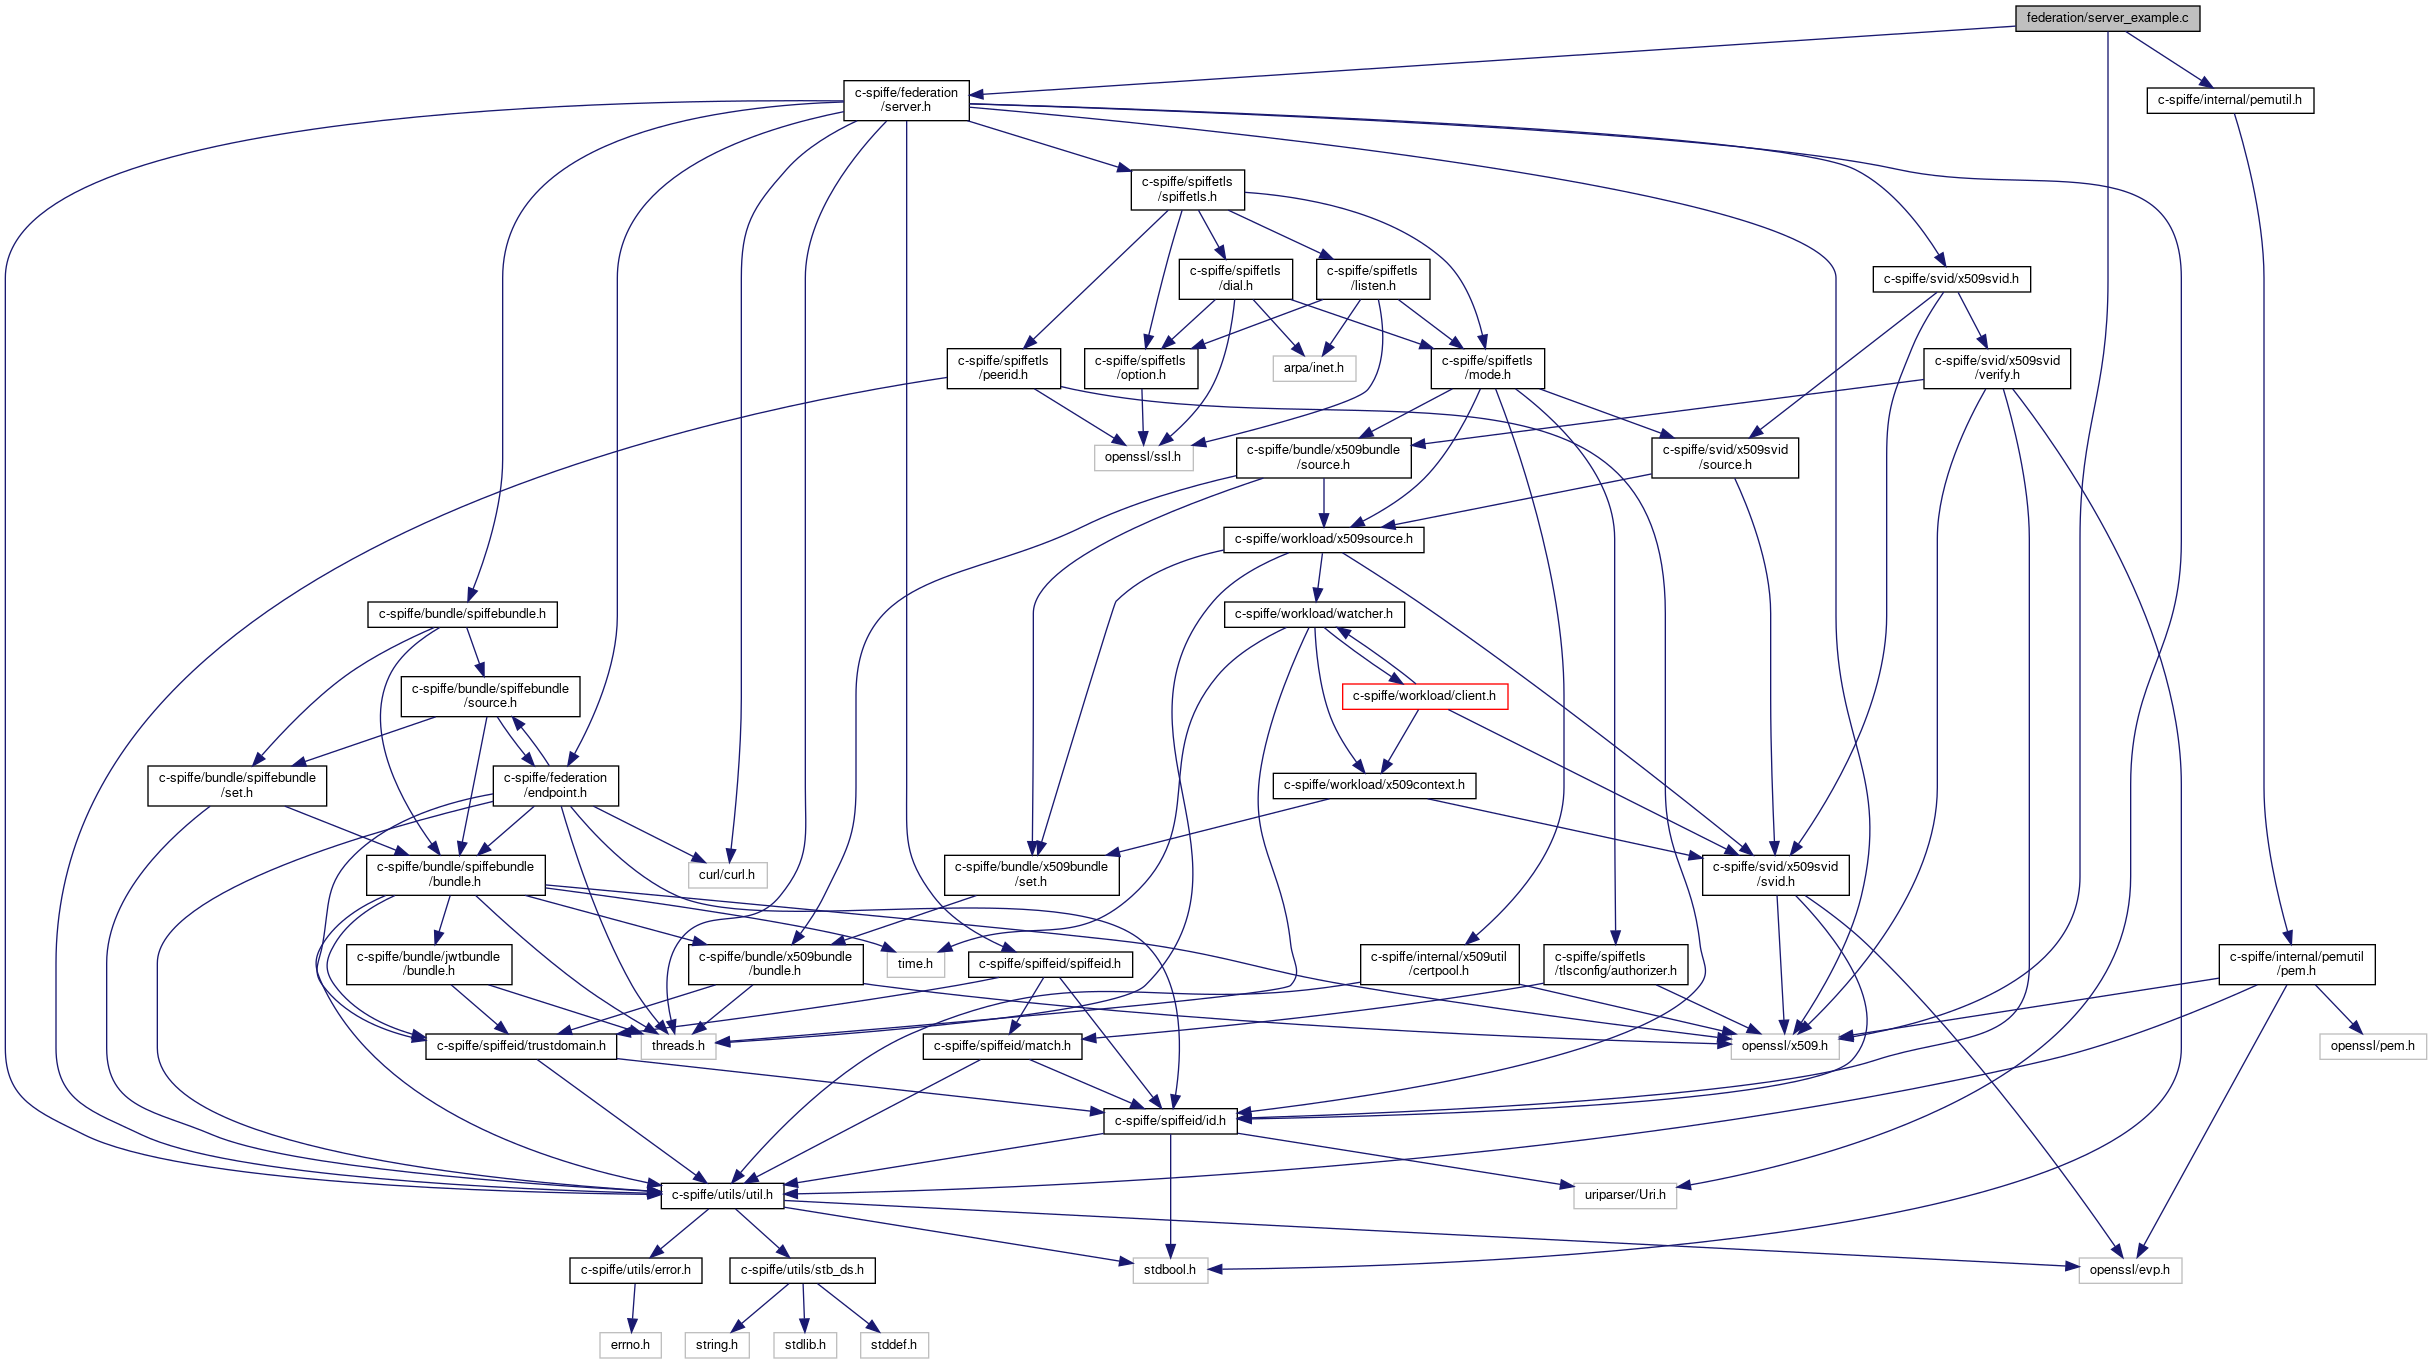 federation/server_example.c
c-spiffe/federation
/server.h
c-spiffe/internal/pemutil.h
c-spiffe/spiffetls
/spiffetls.h
c-spiffe/spiffetls
/dial.h
c-spiffe/spiffetls
/listen.h
c-spiffe/svid/x509svid.h
c-spiffe/spiffetls
/peerid.h
c-spiffe/spiffetls
/option.h
arpa/inet.h
c-spiffe/spiffetls
/mode.h
c-spiffe/svid/x509svid
/verify.h
openssl/ssl.h
c-spiffe/bundle/x509bundle
/source.h
c-spiffe/svid/x509svid
/source.h
c-spiffe/workload/x509source.h
c-spiffe/bundle/spiffebundle.h
c-spiffe/workload/watcher.h
c-spiffe/bundle/spiffebundle
/source.h
c-spiffe/workload/client.h
c-spiffe/bundle/spiffebundle
/set.h
c-spiffe/federation
/endpoint.h
c-spiffe/workload/x509context.h
c-spiffe/bundle/spiffebundle
/bundle.h
curl/curl.h
c-spiffe/bundle/x509bundle
/set.h
c-spiffe/svid/x509svid
/svid.h
c-spiffe/bundle/jwtbundle
/bundle.h
c-spiffe/bundle/x509bundle
/bundle.h
time.h
c-spiffe/spiffeid/spiffeid.h
c-spiffe/internal/x509util
/certpool.h
c-spiffe/spiffetls
/tlsconfig/authorizer.h
c-spiffe/internal/pemutil
/pem.h
c-spiffe/spiffeid/trustdomain.h
threads.h
c-spiffe/spiffeid/match.h
openssl/x509.h
openssl/pem.h
c-spiffe/spiffeid/id.h
c-spiffe/utils/util.h
uriparser/Uri.h
c-spiffe/utils/error.h
c-spiffe/utils/stb_ds.h
stdbool.h
openssl/evp.h
errno.h
string.h
stdlib.h
stddef.h